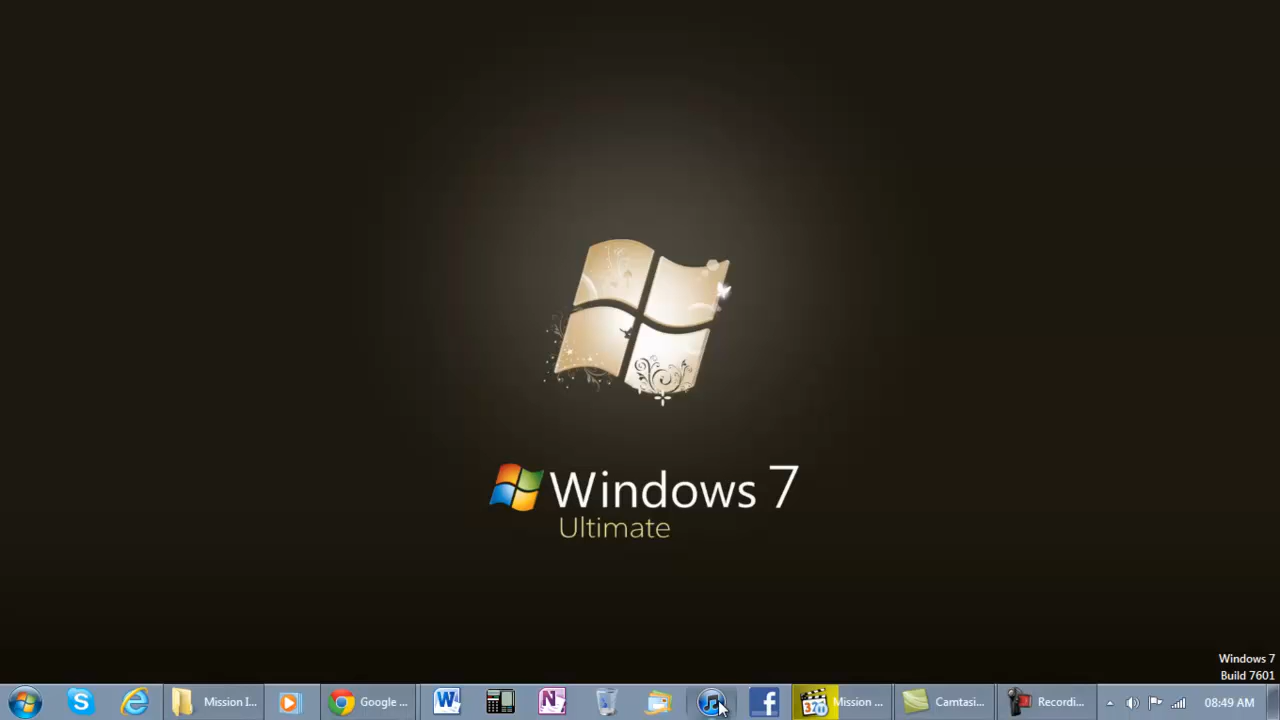 Windows 7
Ultimate
Windows 7
Build 7601
Mission I...
Google ...
Mission ...
Camtasi...
Recordi...
08:49 AM